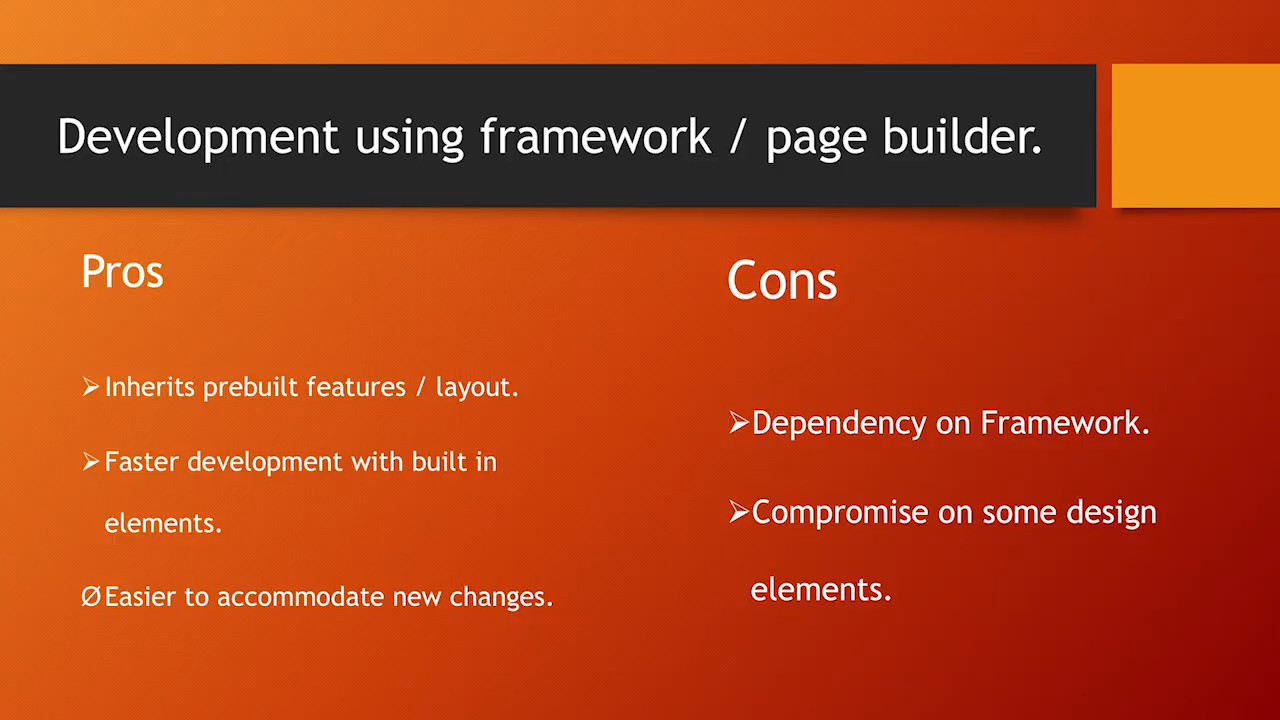 Development using framework / page builder.
Pros
➢Inherits prebuilt features / layout.
➢Faster development with built in
elements.
ØEasier to accommodate new changes.
Cons
➢Dependency on Framework.
➢Compromise on some design
elements.